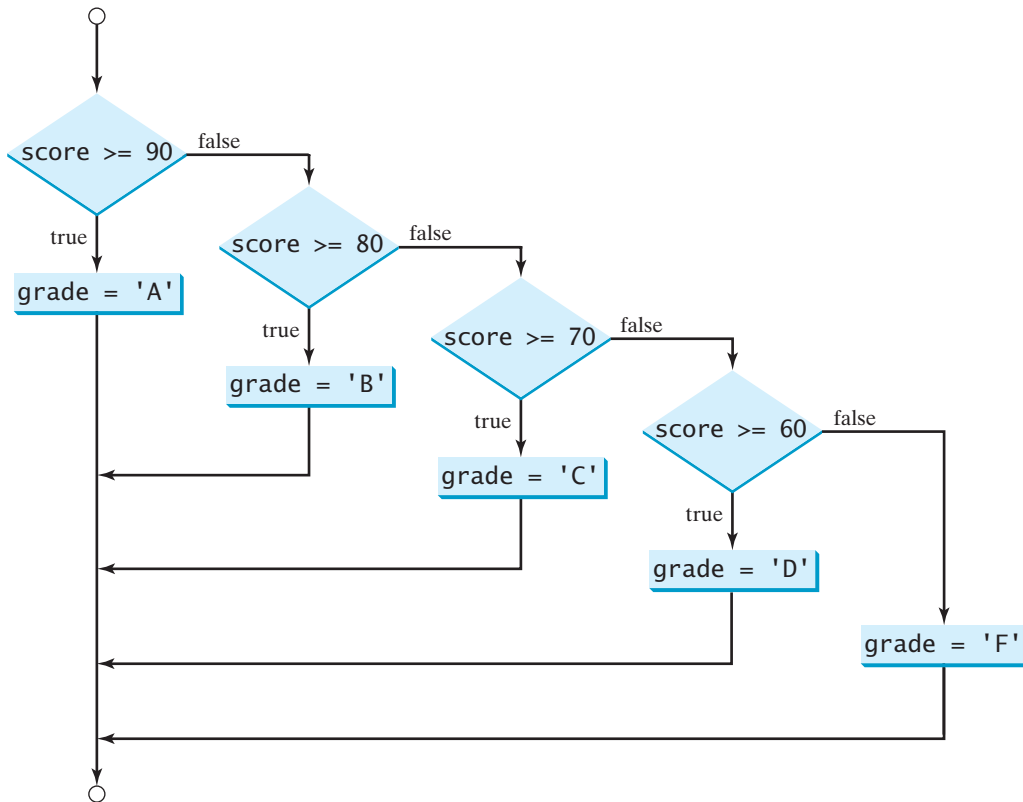 score >= 90
false
true
score >= 80
false
grade = 'A'
true
score >= 70
false
grade = 'B'
true
score >= 60
false
grade = 'C'
true
grade = 'D'
grade = 'F'